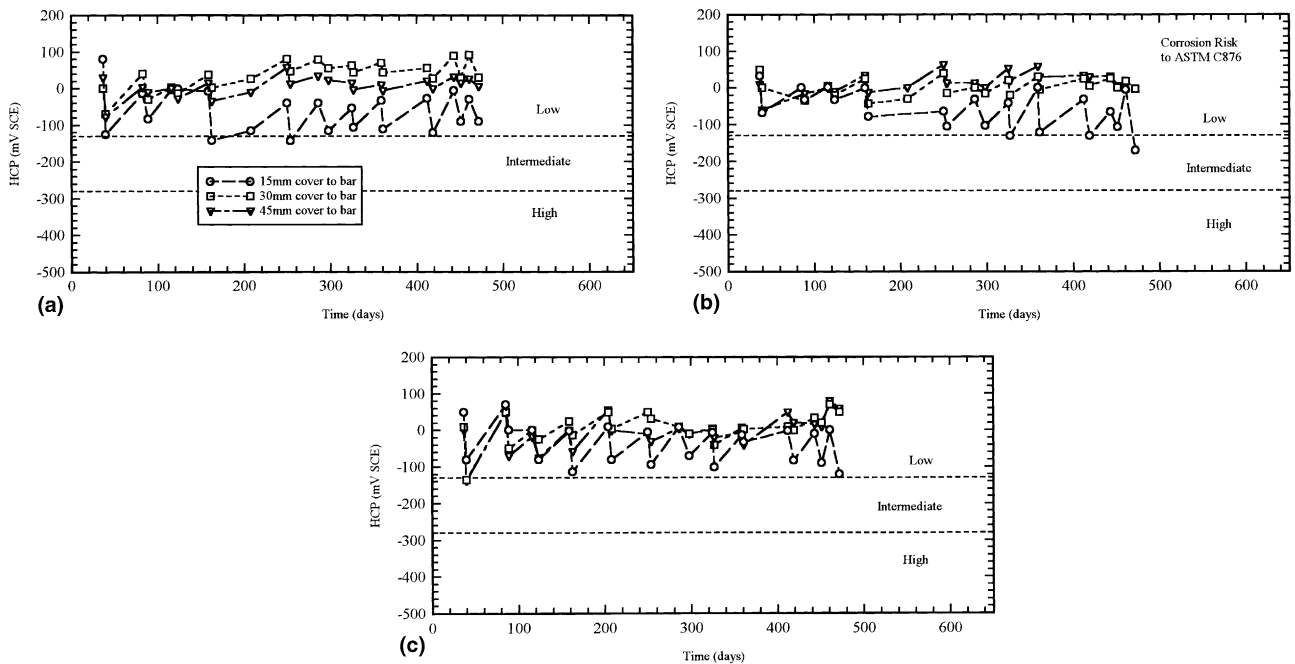 200
100
0
-100
-200
-300
-400
-500
HCP (mV SCE)
Low
Intermediate
High
15mm cover to bar
30mm cover to bar
45mm cover to bar
0 100 200 300 400 500 600
Time (days)
(a)
200
100
0
-100
-200
-300
-400
-500
HCP (mV SCE)
Corrosion Risk
to ASTM C876
Low
Intermediate
High
0 100 200 300 400 500 600
Time (days)
(b)
200
100
0
-100
-200
-300
-400
-500
HCP (mV SCE)
Low
Intermediate
High
0 100 200 300 400 500 600
Time (days)
(c)